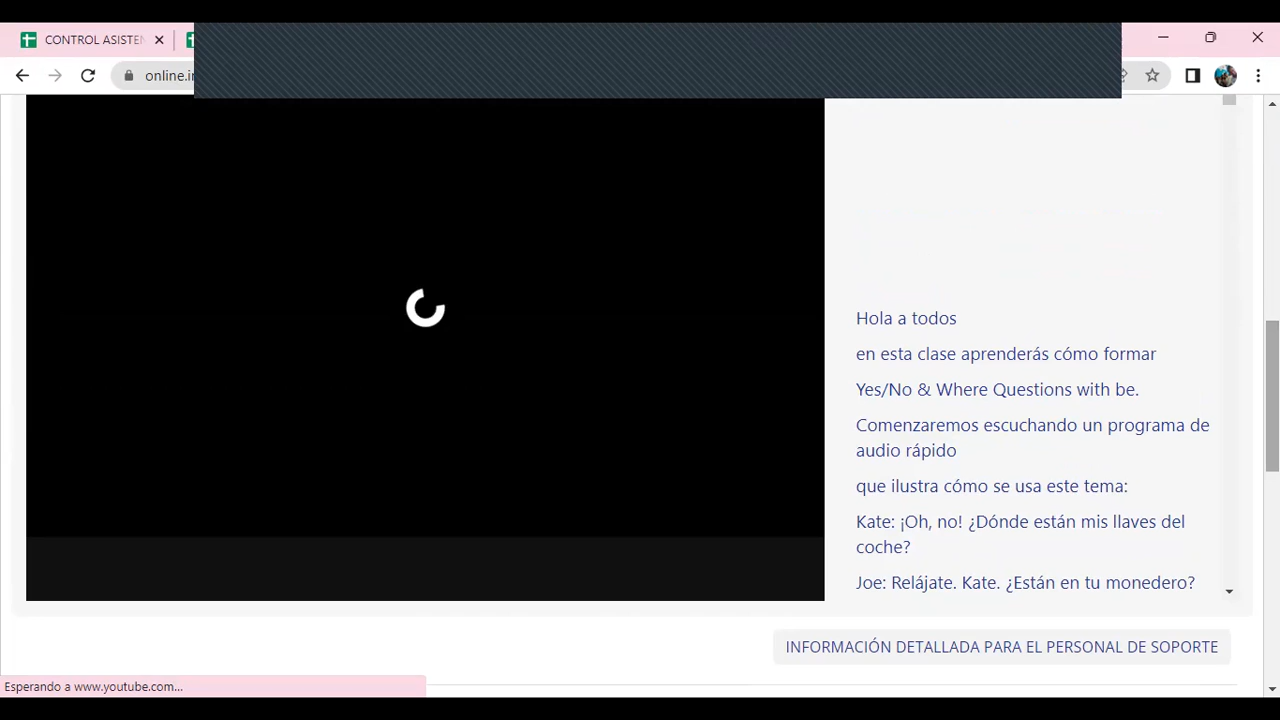 CONTROL ASISTEN
online.in
Hola a todos
en esta clase aprenderás cómo formar
Yes/No & Where Questions with be.
Comenzaremos escuchando un programa de
audio rápido
que ilustra cómo se usa este tema:
Kate: ¡Oh, no! ¿Dónde están mis llaves del
coche?
Joe: Relájate. Kate. ¿Están en tu monedero?
INFORMACIÓN DETALLADA PARA EL PERSONAL DE SOPORTE
Esperando a www.youtube.com...